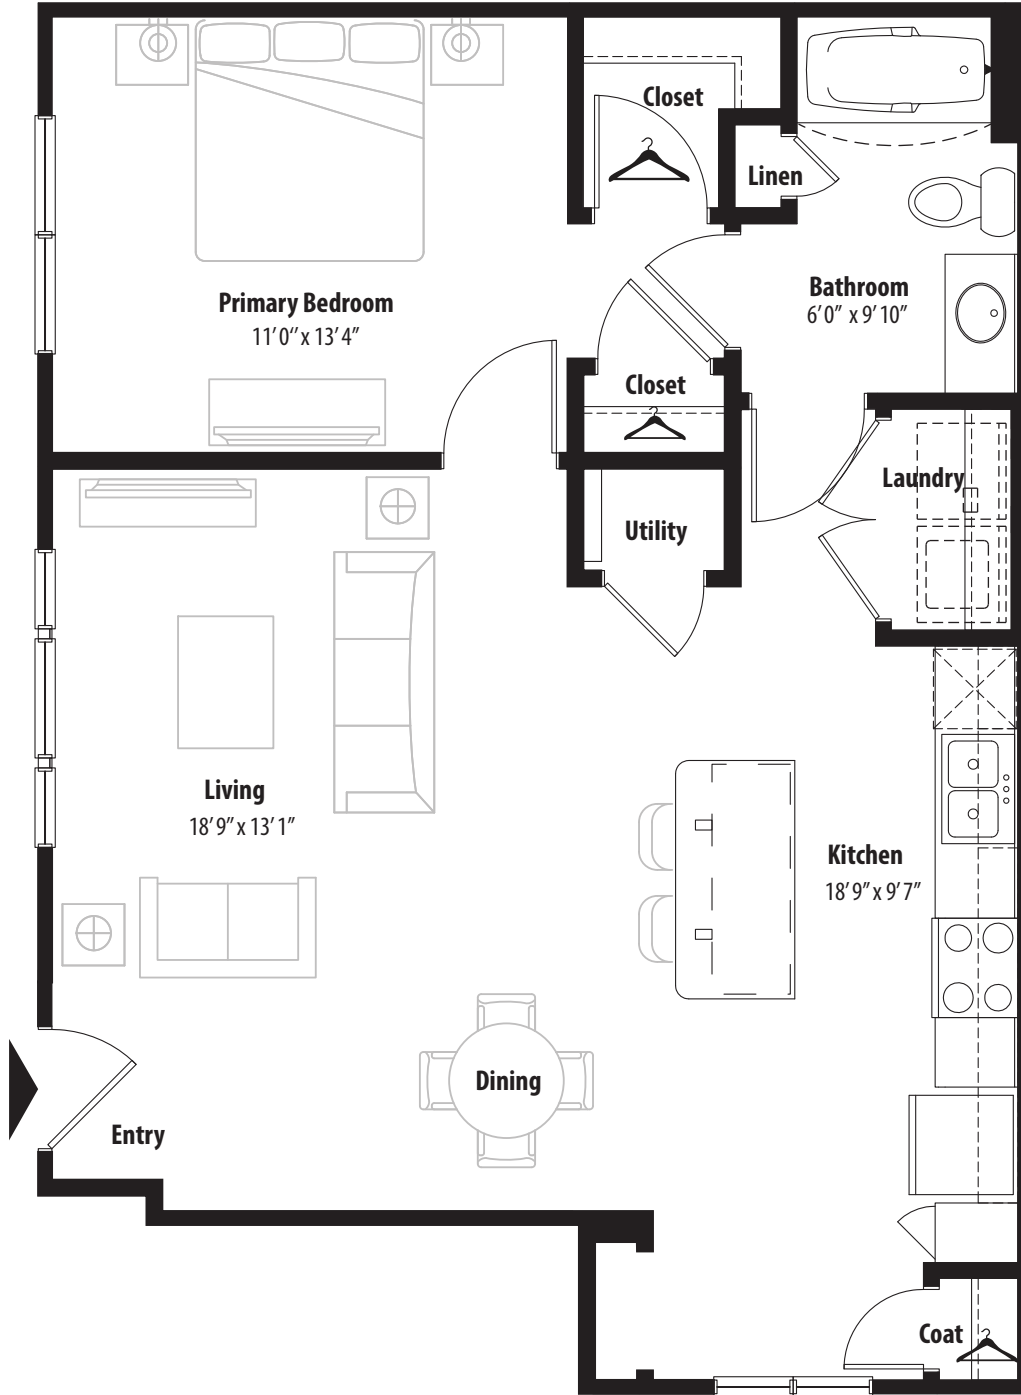 Closet
Linen
Primary Bedroom
11'0" x 13'4"
Bathroom
6'0" x 9'10"
Closet
Laundry
Utility
Living
18'9" x 13'1"
Kitchen
18'9" x 9'7"
Dining
Entry
Coat